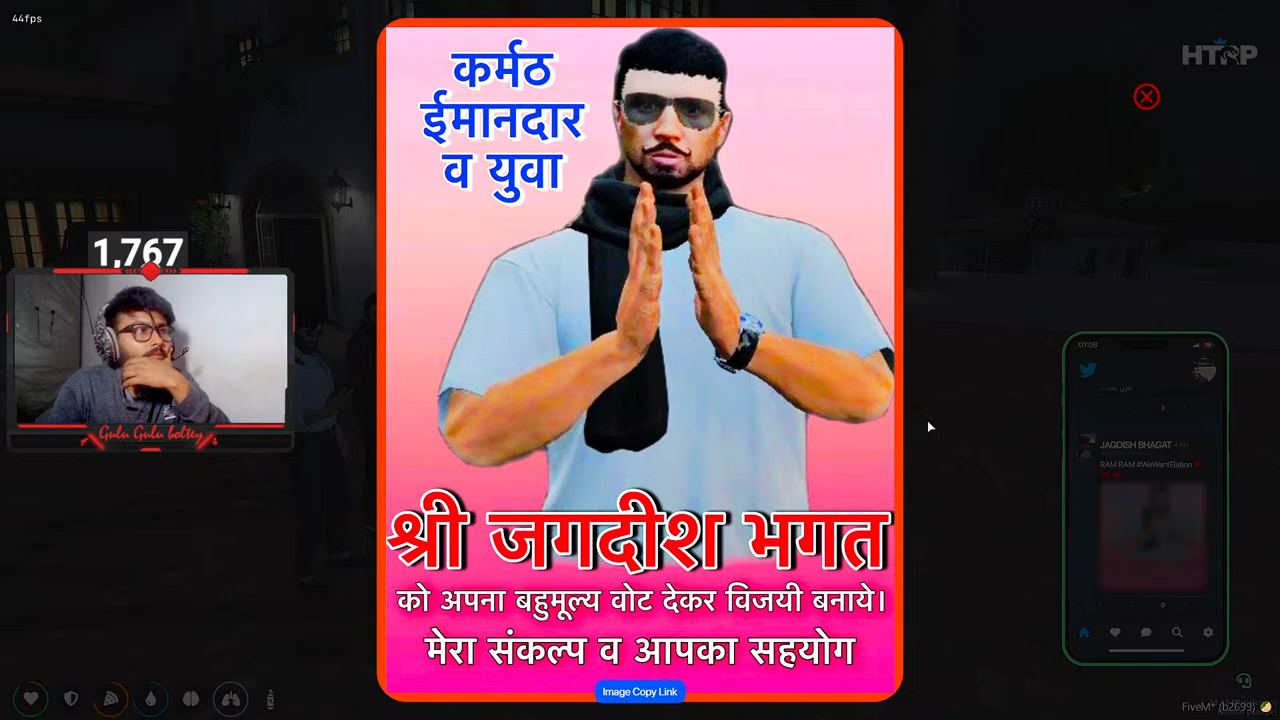 44fps
HTRP
कर्मठ
ईमानदार
व युवा
1,767
Gulu Gulu boltey
श्री जगदीश भगत
को अपना बहुमूल्य वोट देकर विजयी बनाये।
मेरा संकल्प व आपका सहयोग
Image Copy Link
01:08
JAGDISH BHAGAT
RAM RAM #WeWantElation
FiveM* (b2699)